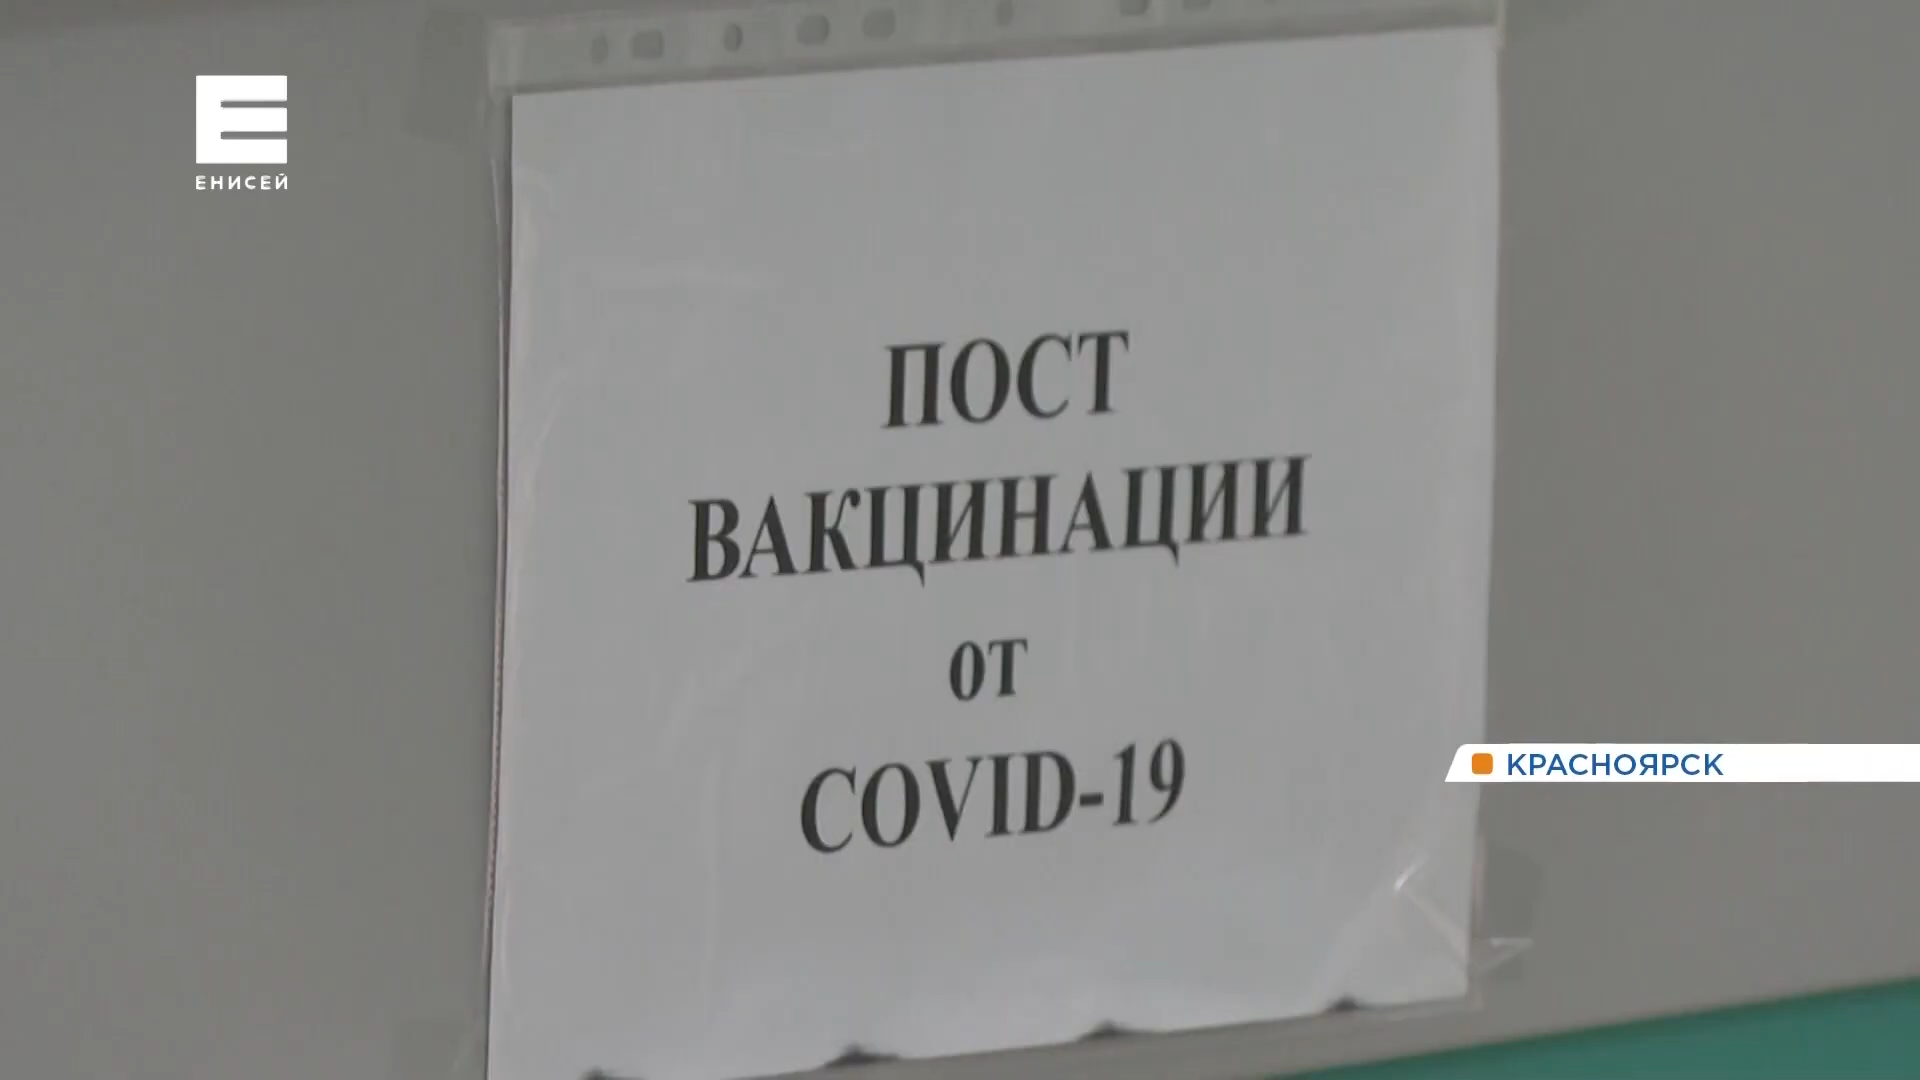 Е
ЕНИСЕЙ
ПОСТ
ВАКЦИНАЦИИ
от
COVID-19
КРАСНОЯРСК